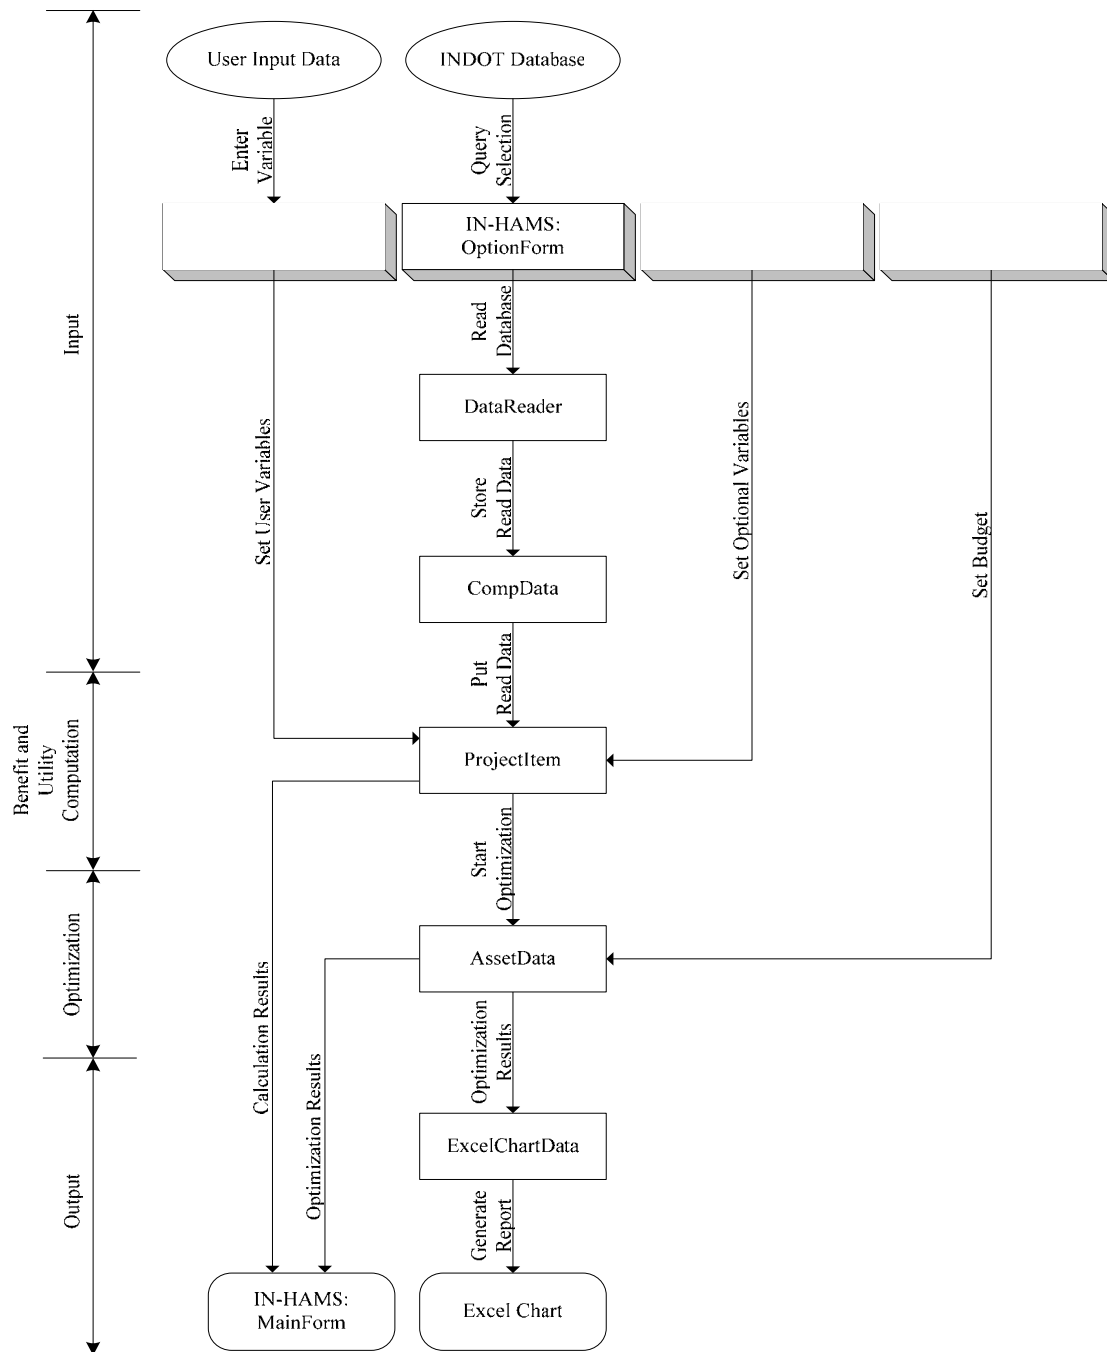 User Input Data
INDOT Database
Enter
Variable
Query
Selection
IN-HAMS:
OptionForm
Read
Database
Input
DataReader
Set User Variables
Store
Read Data
Set Optional Variables
Set Budget
CompData
Put
Read Data
Benefit and
Utility
Computation
ProjectItem
Start
Optimization
Optimization
AssetData
Calculation Results
Optimization Results
Optimization
Results
ExcelChartData
Output
Generate
Report
IN-HAMS:
MainForm
Excel Chart